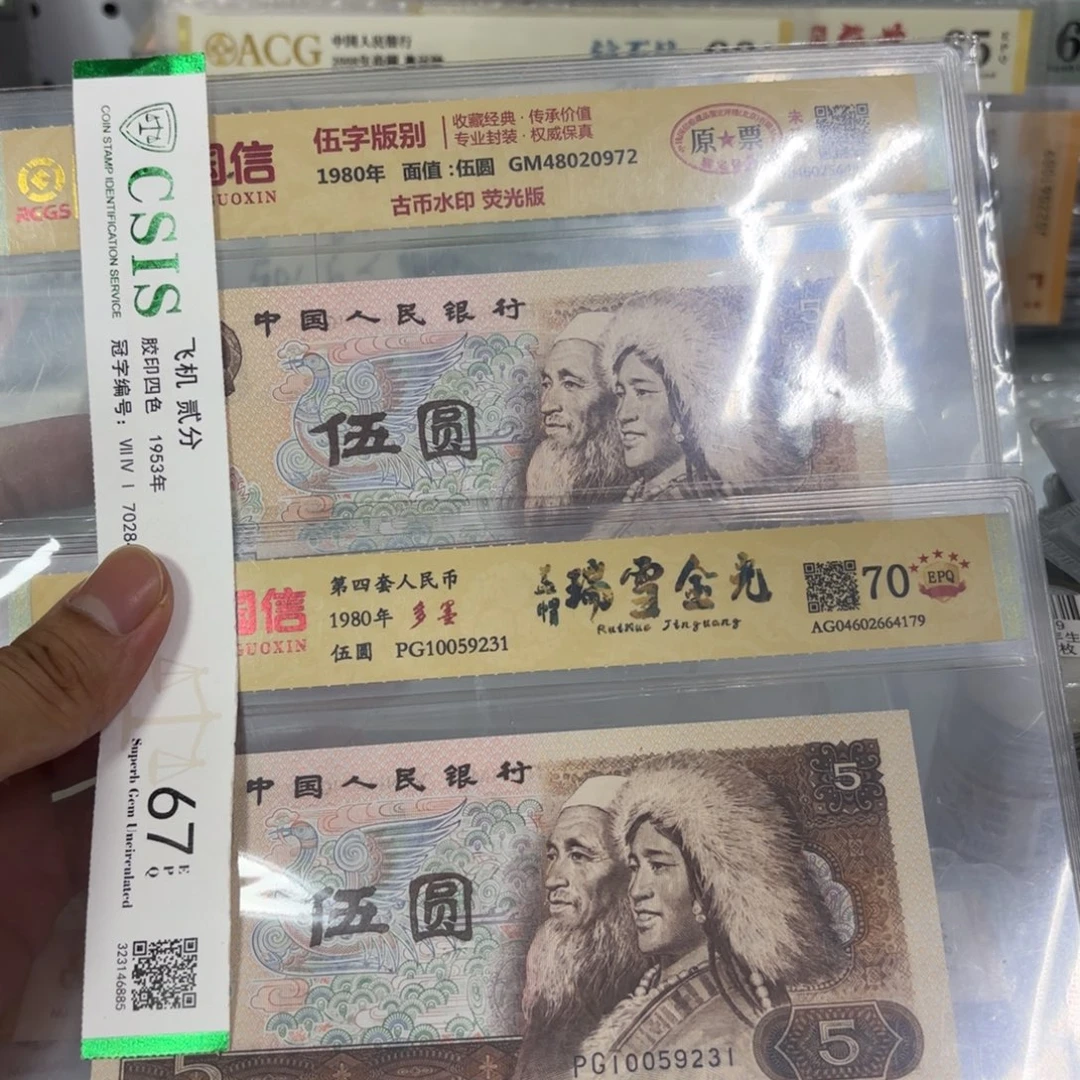 ACG
中国人民银行
65
RCGS
国信
GUOXIN
伍字版别
收藏经典·传承价值
专业封装·权威保真
1980年 面值:伍圆 GM48020972
古币水印 荧光版
原★票
中国人民银行
伍圆
5
CSIS
COIN STAMP IDENTIFICATION SERVICE
飞机 贰分
胶印四色 1953年
冠字编号: VII IV I 7028
67
EPQ
Superb Gem Uncirculated
323146885
国信
GUOXIN
第四套人民币
1980年 多墨
伍圆 PG10059231
瑞雪金光
RuiXue Jinguang
70
EPQ
AG04602664179
中国人民银行
伍圆
5
5
PG10059231
5